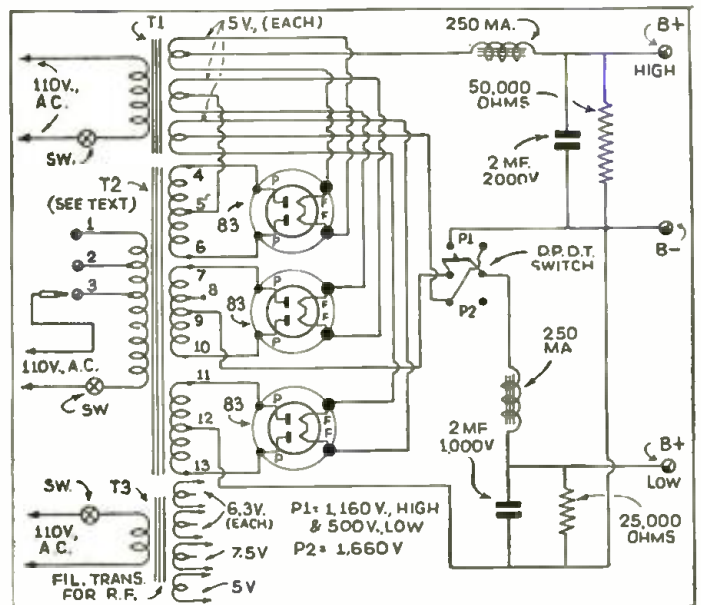 T1
5V, (EACH)
250 MA.
B+
HIGH
110V.,
A.C.
SW.
50,000
OHMS
2 MF.
2000V
T2
(SEE TEXT)
1
2
3
4
5
6
83
P
P
F
F
B-
P1
P2
D.P.D.T.
SWITCH
7
8
9
10
83
P
P
F
F
110V., A.C.
SW
250
MA
11
12
13
83
P
P
F
F
2 MF
1,000V
B+
LOW
25,000
OHMS
SW.
T3
110V.,
A.C.
6.3V.
(EACH)
7.5V
5V
FIL. TRANS.
FOR R.F.
P1= 1,160V., HIGH
& 500V., LOW
P2= 1,660 V